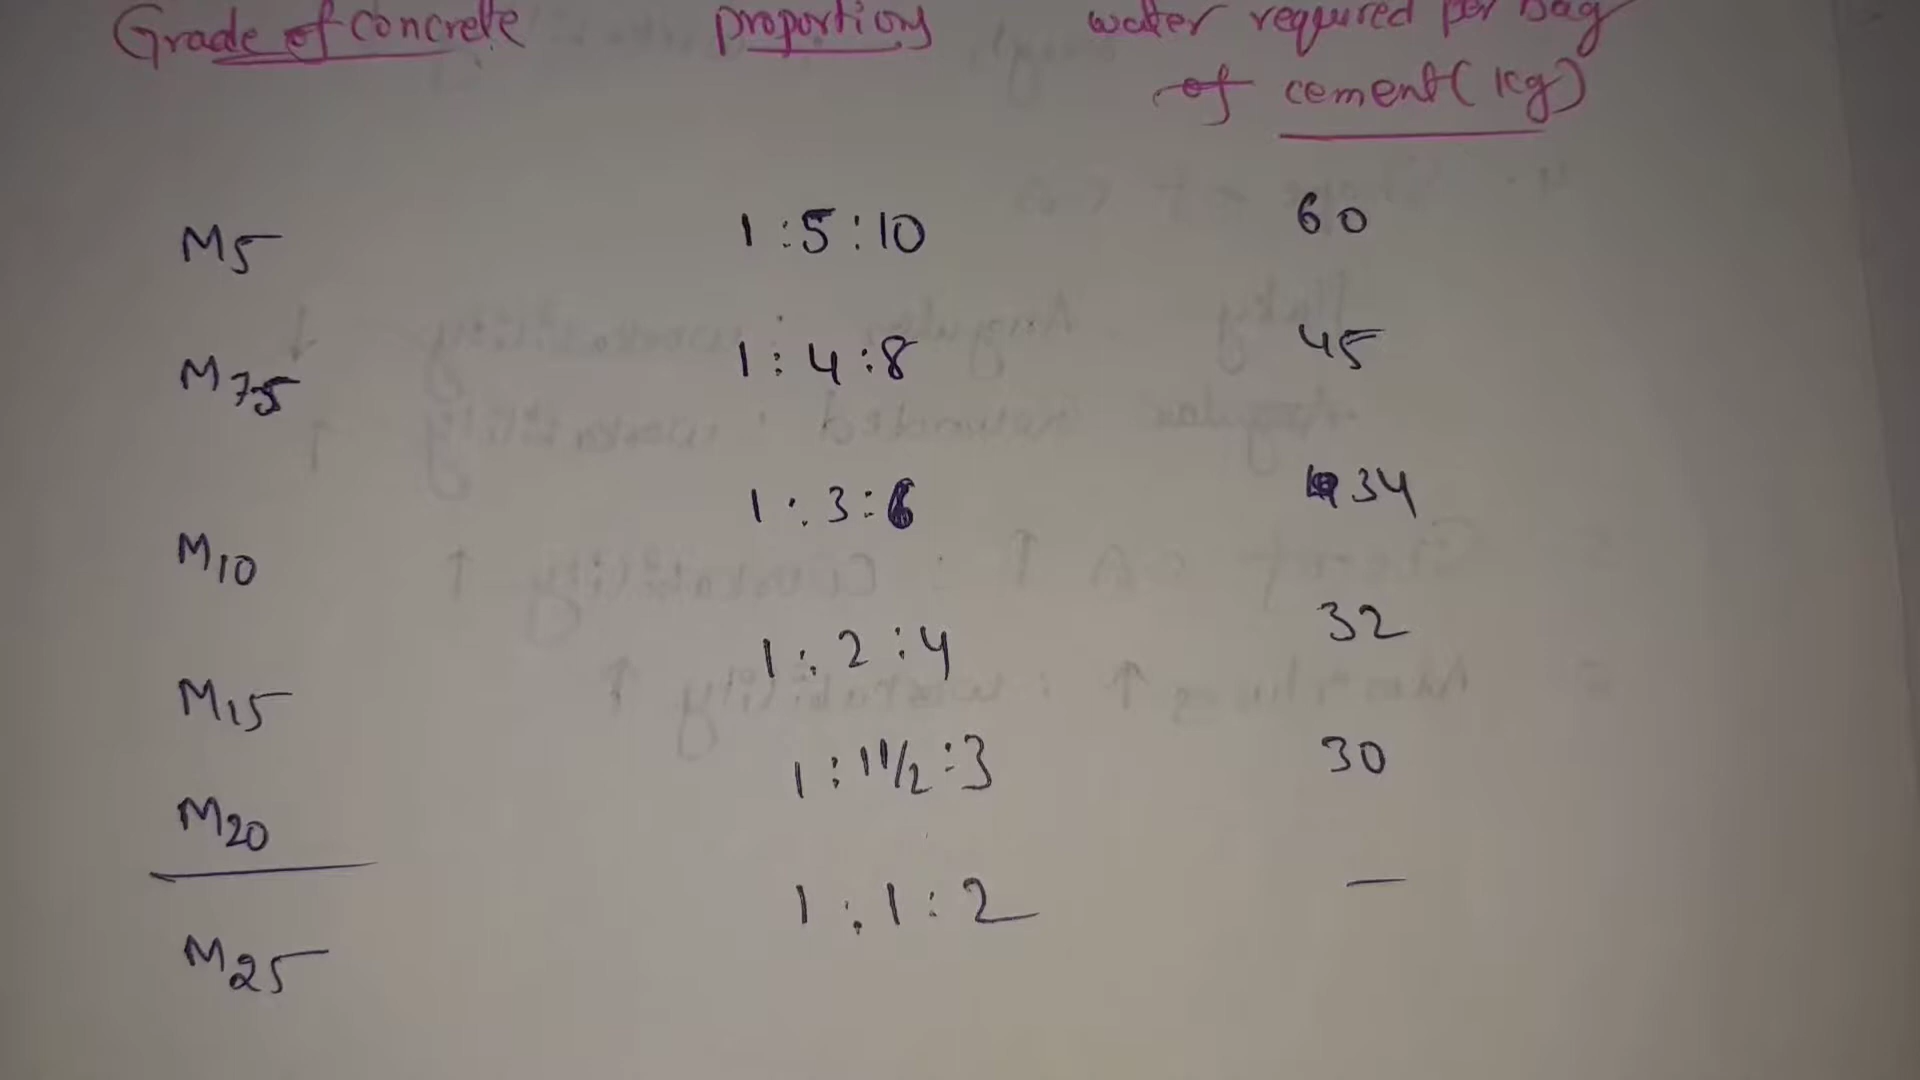 Grade of concrete proportions water required per bag
of cement (kg)
M5 1:5:10 60
M7.5 1:4:8 45
M10 1:3:6 34
M15 1:2:4 32
M20 1:1 1/2:3 30
M25 1:1:2 —